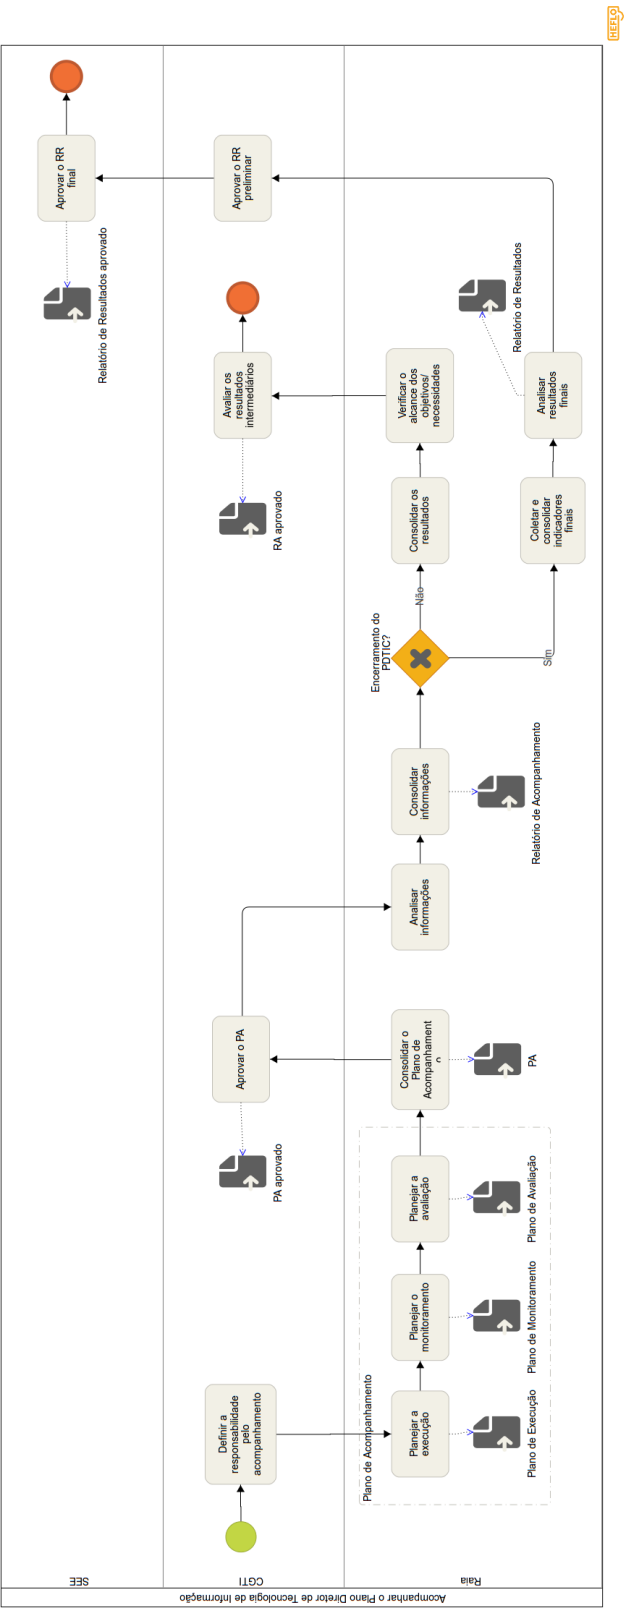 HEFLO
Acompanhar o Plano Diretor de Tecnologia de Informação
SEE
CGTI
Raia
Definir a
responsabilidade
pelo
acompanhamento
Plano de Acompanhamento
Planejar a
execução
Plano de Execução
Planejar o
monitoramento
Plano de Monitoramento
Planejar a
avaliação
Plano de Avaliação
Consolidar o
Plano de
Acompanhament
PA
Aprovar o PA
PA aprovado
Analisar
informações
Consolidar
informações
Relatório de Acompanhamento
Encerramento do
PDTIC?
Não
Sim
Consolidar os
resultados
Verificar o
alcance dos
objetivos/
necessidades
Avaliar os
resultados
intermediários
RA aprovado
Coletar e
consolidar
indicadores
finais
Analisar
resultados
finais
Relatório de Resultados
Aprovar o RR
preliminar
Aprovar o RR
final
Relatório de Resultados aprovado